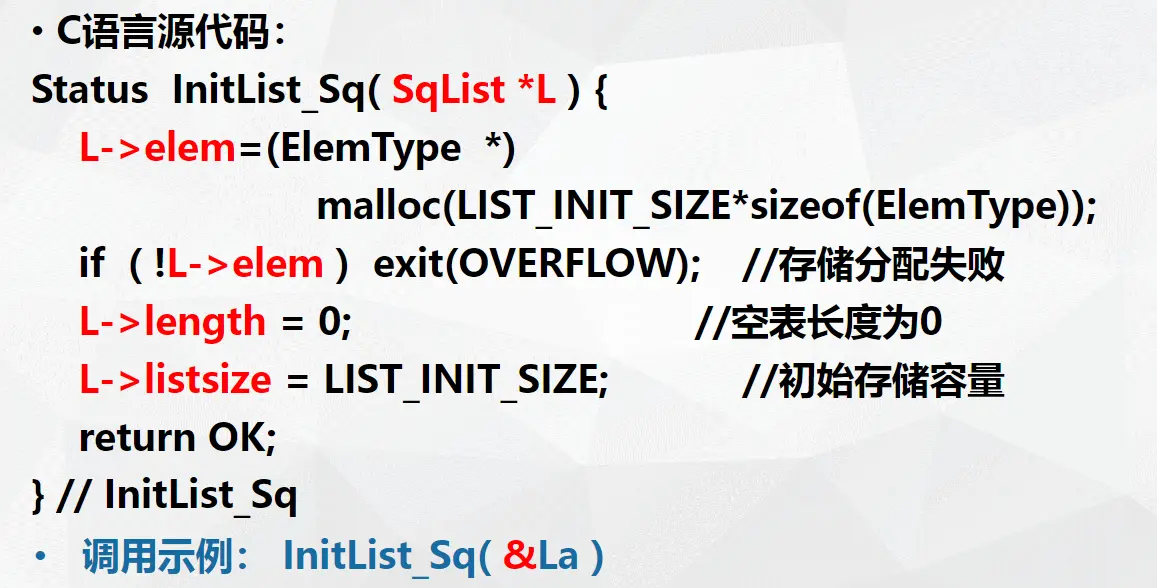 • C语言源代码：
Status InitList_Sq( SqList *L ) {
L->elem=(ElemType *)
malloc(LIST_INIT_SIZE*sizeof(ElemType));
if ( !L->elem ) exit(OVERFLOW); //存储分配失败
L->length = 0; //空表长度为0
L->listsize = LIST_INIT_SIZE; //初始存储容量
return OK;
} // InitList_Sq
• 调用示例： InitList_Sq( &La )